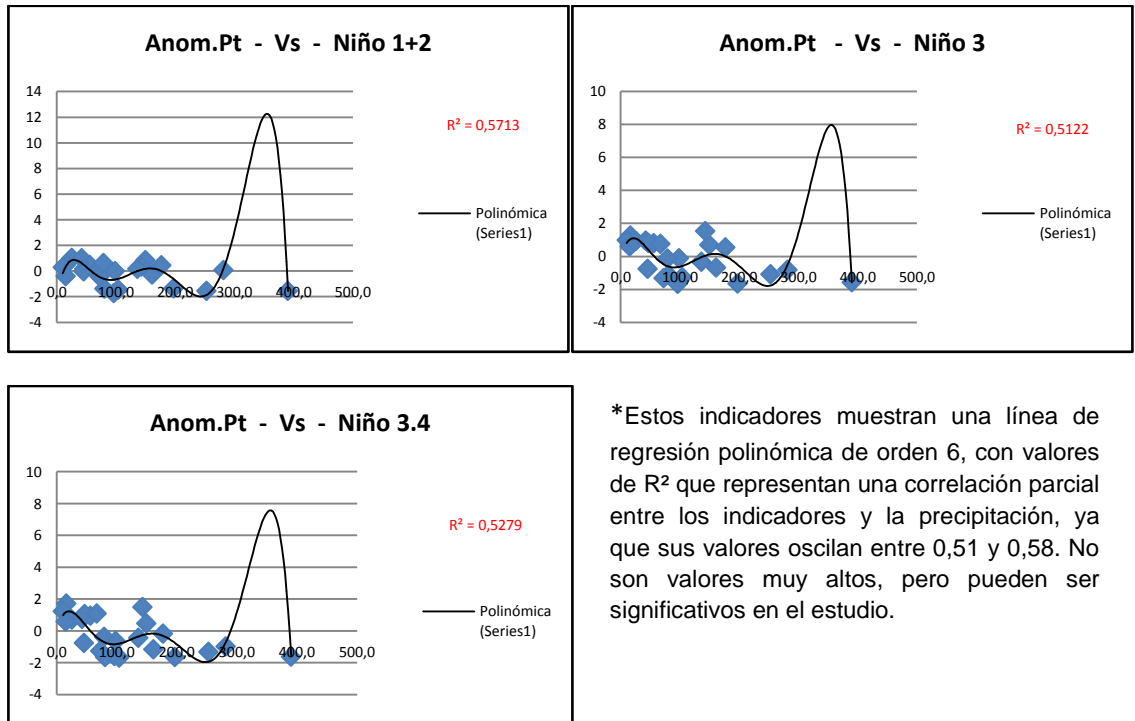 Anom.Pt - Vs - Niño 1+2
14
12
10
8
6
4
2
0
-2
-4
0,0 100,0 200,0 300,0 400,0 500,0
R² = 0,5713
Polinómica
(Series1)
Anom.Pt - Vs - Niño 3
10
8
6
4
2
0
-2
-4
0,0 100,0 200,0 300,0 400,0 500,0
R² = 0,5122
Polinómica
(Series1)
Anom.Pt - Vs - Niño 3.4
10
8
6
4
2
0
-2
-4
0,0 100,0 200,0 300,0 400,0 500,0
R² = 0,5279
Polinómica
(Series1)
*Estos indicadores muestran una línea de
regresión polinómica de orden 6, con valores
de R² que representan una correlación parcial
entre los indicadores y la precipitación, ya
que sus valores oscilan entre 0,51 y 0,58. No
son valores muy altos, pero pueden ser
significativos en el estudio.